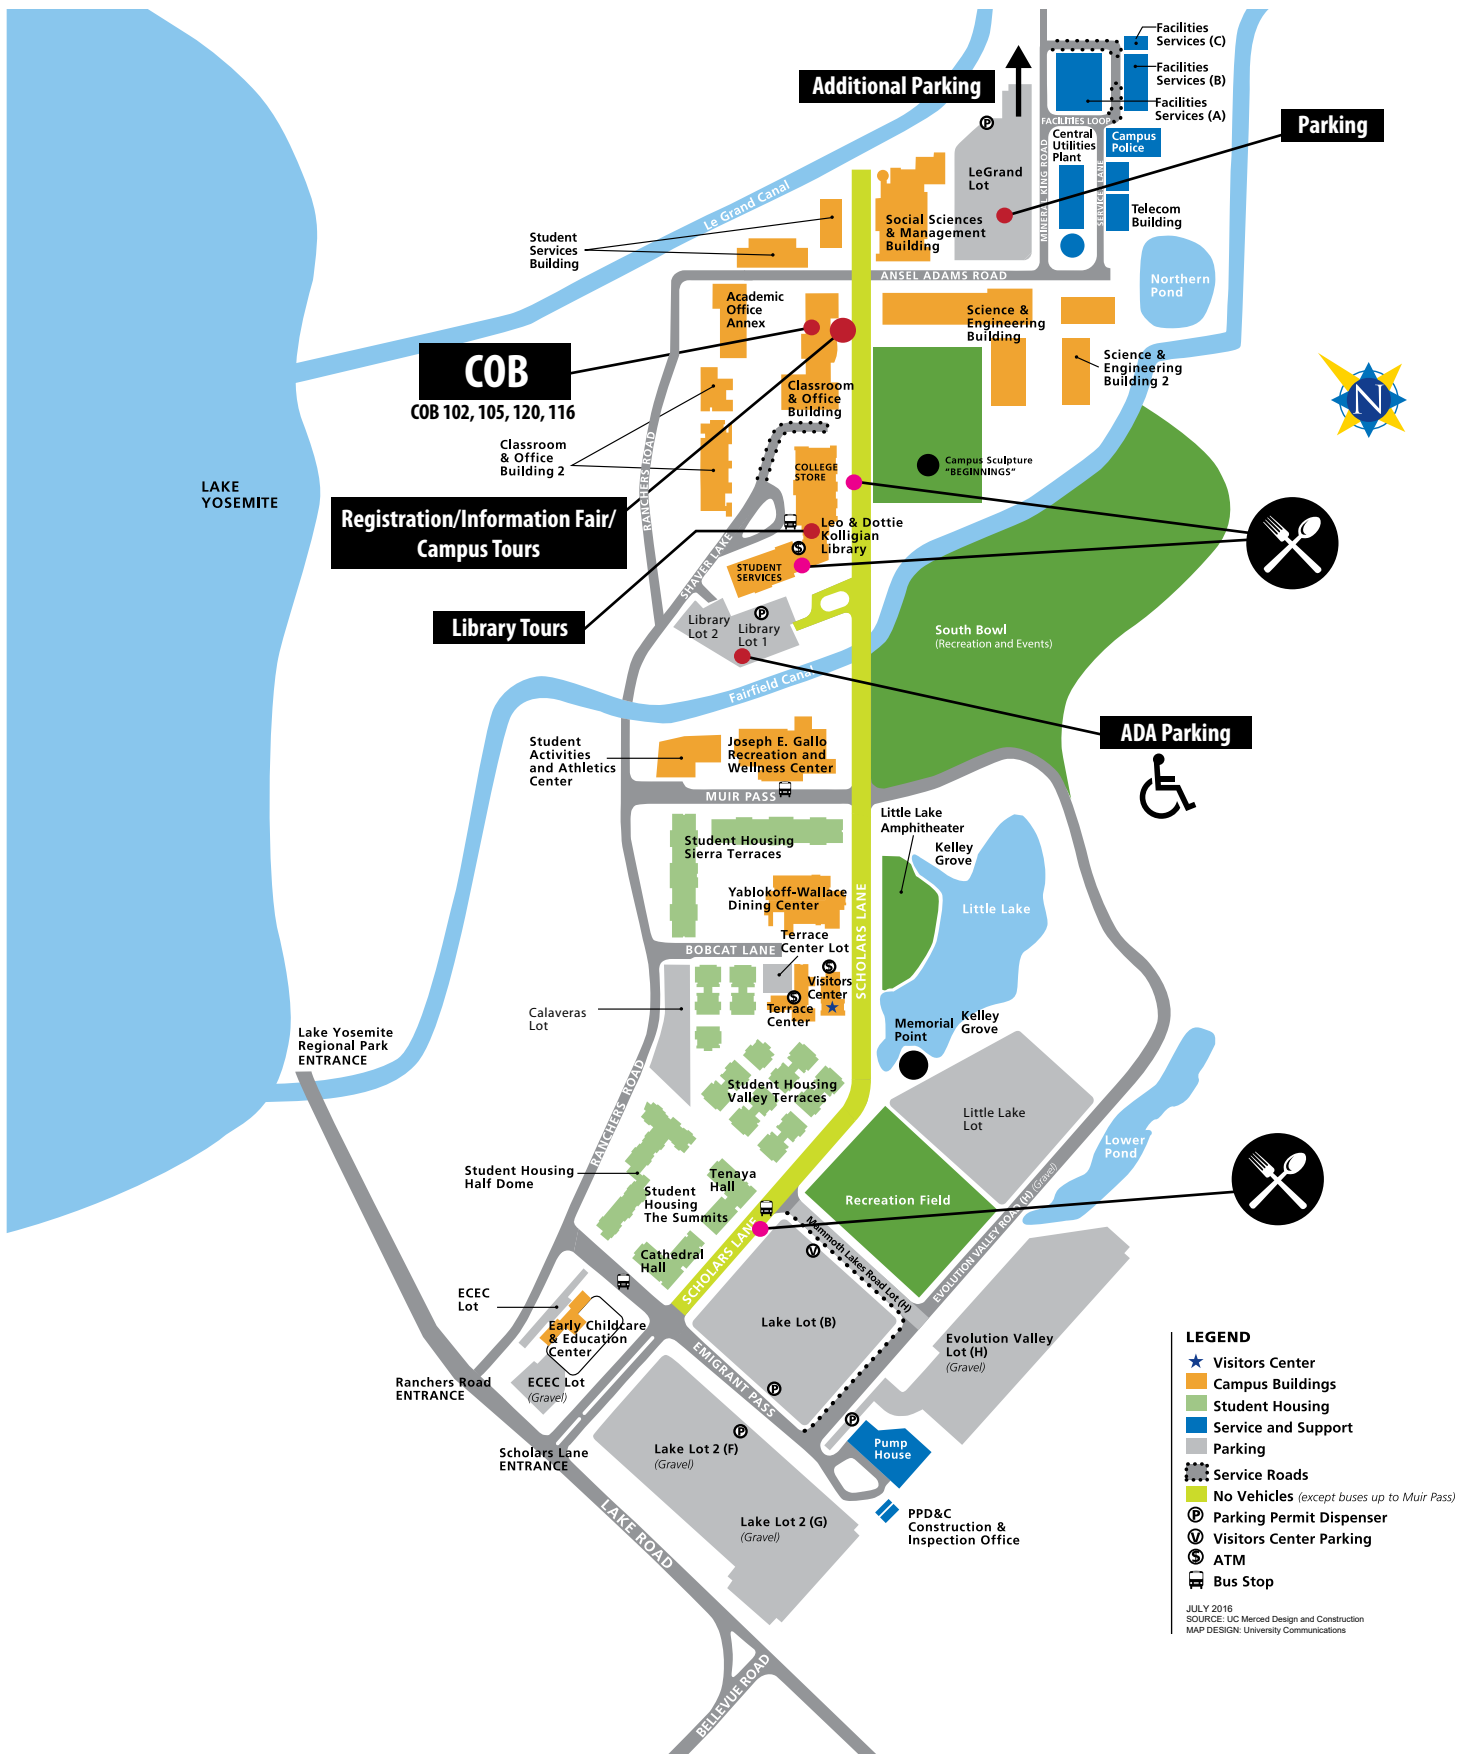 Facilities
Services (C)
Facilities
Services (B)
Facilities
Services (A)
Additional Parking
Parking
FACILITIES LOOP
Central
Utilities
Plant
Campus
Police
MINERAL KING ROAD
SERVICE LANE
LeGrand
Lot
Telecom
Building
Le Grand Canal
Social Sciences
& Management
Building
Student
Services
Building
ANSEL ADAMS ROAD
Northern
Pond
Academic
Office
Annex
Science &
Engineering
Building
Science &
Engineering
Building 2
N
COB
COB 102, 105, 120, 116
Classroom
& Office
Building
Classroom
& Office
Building 2
RANCHERS ROAD
COLLEGE
STORE
Campus Sculpture
"BEGINNINGS"
LAKE
YOSEMITE
Registration/Information Fair/
Campus Tours
Leo & Dottie
Kolligian
Library
SHAVER LAKE
STUDENT
SERVICES
Library Tours
Library
Lot 2
Library
Lot 1
South Bowl
(Recreation and Events)
Fairfield Canal
ADA Parking
Student
Activities
and Athletics
Center
Joseph E. Gallo
Recreation and
Wellness Center
MUIR PASS
Little Lake
Amphitheater
Kelley
Grove
Student Housing
Sierra Terraces
Yablokoff-Wallace
Dining Center
SCHOLARS LANE
Little Lake
BOBCAT LANE
Terrace
Center Lot
Visitors
Center
Terrace
Center
Calaveras
Lot
Memorial
Point
Kelley
Grove
Lake Yosemite
Regional Park
ENTRANCE
RANCHERS ROAD
Student Housing
Valley Terraces
Little Lake
Lot
Lower
Pond
Student Housing
Half Dome
Tenaya
Hall
Student
Housing
The Summits
Recreation Field
EVOLUTION VALLEY ROAD (H) (Gravel)
Mammoth Lakes Road Lot (H)
Cathedral
Hall
SCHOLARS LANE
ECEC
Lot
Early Childcare
& Education
Center
Lake Lot (B)
Evolution Valley
Lot (H)
(Gravel)
EMIGRANT PASS
Ranchers Road
ENTRANCE
ECEC Lot
(Gravel)
Scholars Lane
ENTRANCE
Lake Lot 2 (F)
(Gravel)
Pump
House
LAKE ROAD
Lake Lot 2 (G)
(Gravel)
PPD&C
Construction &
Inspection Office
BELLEVUE ROAD
LEGEND
Visitors Center
Campus Buildings
Student Housing
Service and Support
Parking
Service Roads
No Vehicles (except buses up to Muir Pass)
P Parking Permit Dispenser
V Visitors Center Parking
$ ATM
Bus Stop
JULY 2016
SOURCE: UC Merced Design and Construction
MAP DESIGN: University Communications